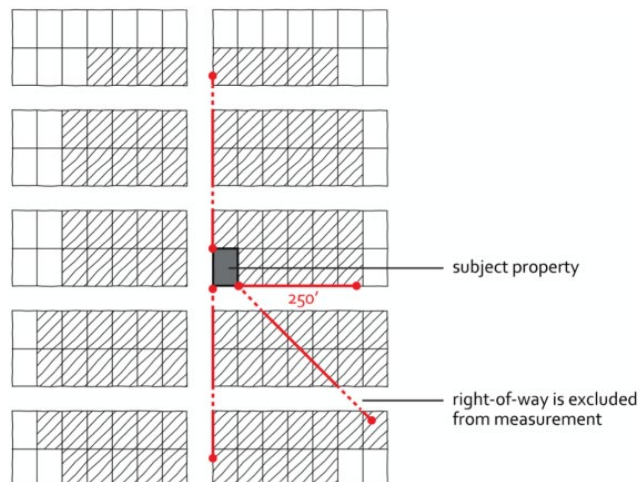 subject property
250'
right-of-way is excluded
from measurement